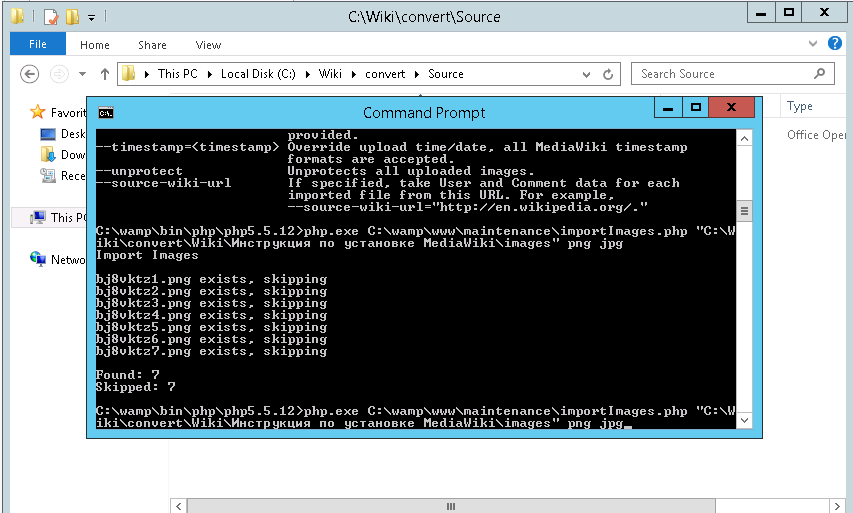 C:\Wiki\convert\Source
File Home Share View
This PC Local Disk (C:) Wiki convert Source
Search Source
Type
Office Open
Favorit
Desk
Dow
Rece
This PC
Netwo
Command Prompt
provided.
--timestamp=<timestamp> Override upload time/date, all MediaWiki timestamp
formats are accepted.
--unprotect Unprotects all uploaded images.
--source-wiki-url If specified, take User and Comment data for each
imported file from this URL. For example,
--source-wiki-url="http://en.wikipedia.org/."
C:\wamp\bin\php\php5.5.12>php.exe C:\wamp\www\maintenance\importImages.php "C:\W
iki\convert\Wiki\Инструкция по установке MediaWiki\images" png jpg
Import Images
bj8vktz1.png exists, skipping
bj8vktz2.png exists, skipping
bj8vktz3.png exists, skipping
bj8vktz4.png exists, skipping
bj8vktz5.png exists, skipping
bj8vktz6.png exists, skipping
bj8vktz7.png exists, skipping
Found: 7
Skipped: 7
C:\wamp\bin\php\php5.5.12>php.exe C:\wamp\www\maintenance\importImages.php "C:\W
iki\convert\Wiki\Инструкция по установке MediaWiki\images" png jpg_